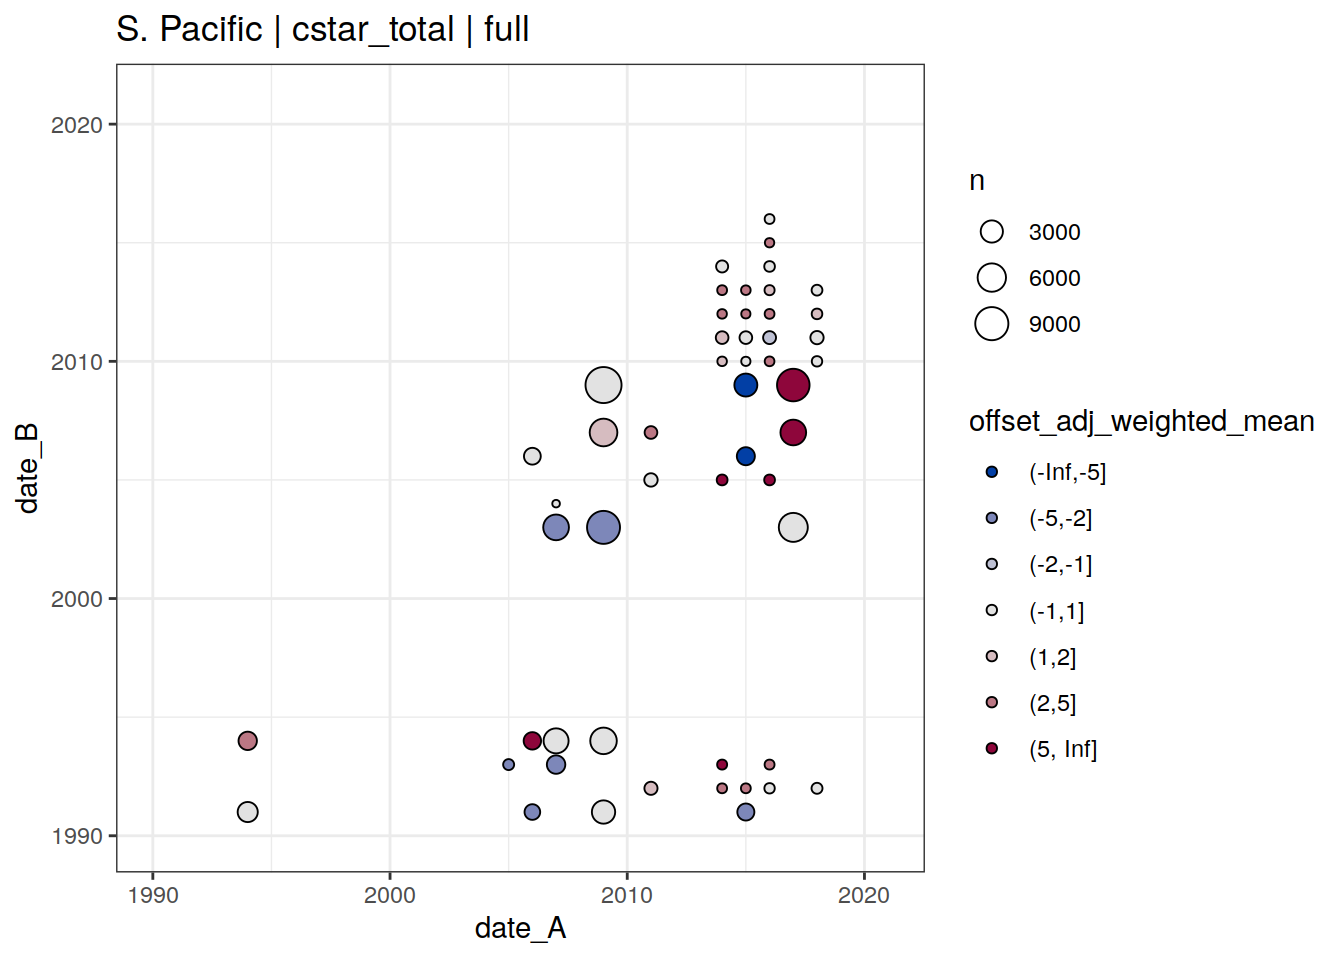 S. Pacific | cstar_total | full
date_B
2020
2010
2000
1990
1990
2000
2010
2020
date_A
n
3000
6000
9000
offset_adj_weighted_mean
(-Inf,-5]
(-5,-2]
(-2,-1]
(-1,1]
(1,2]
(2,5]
(5, Inf]